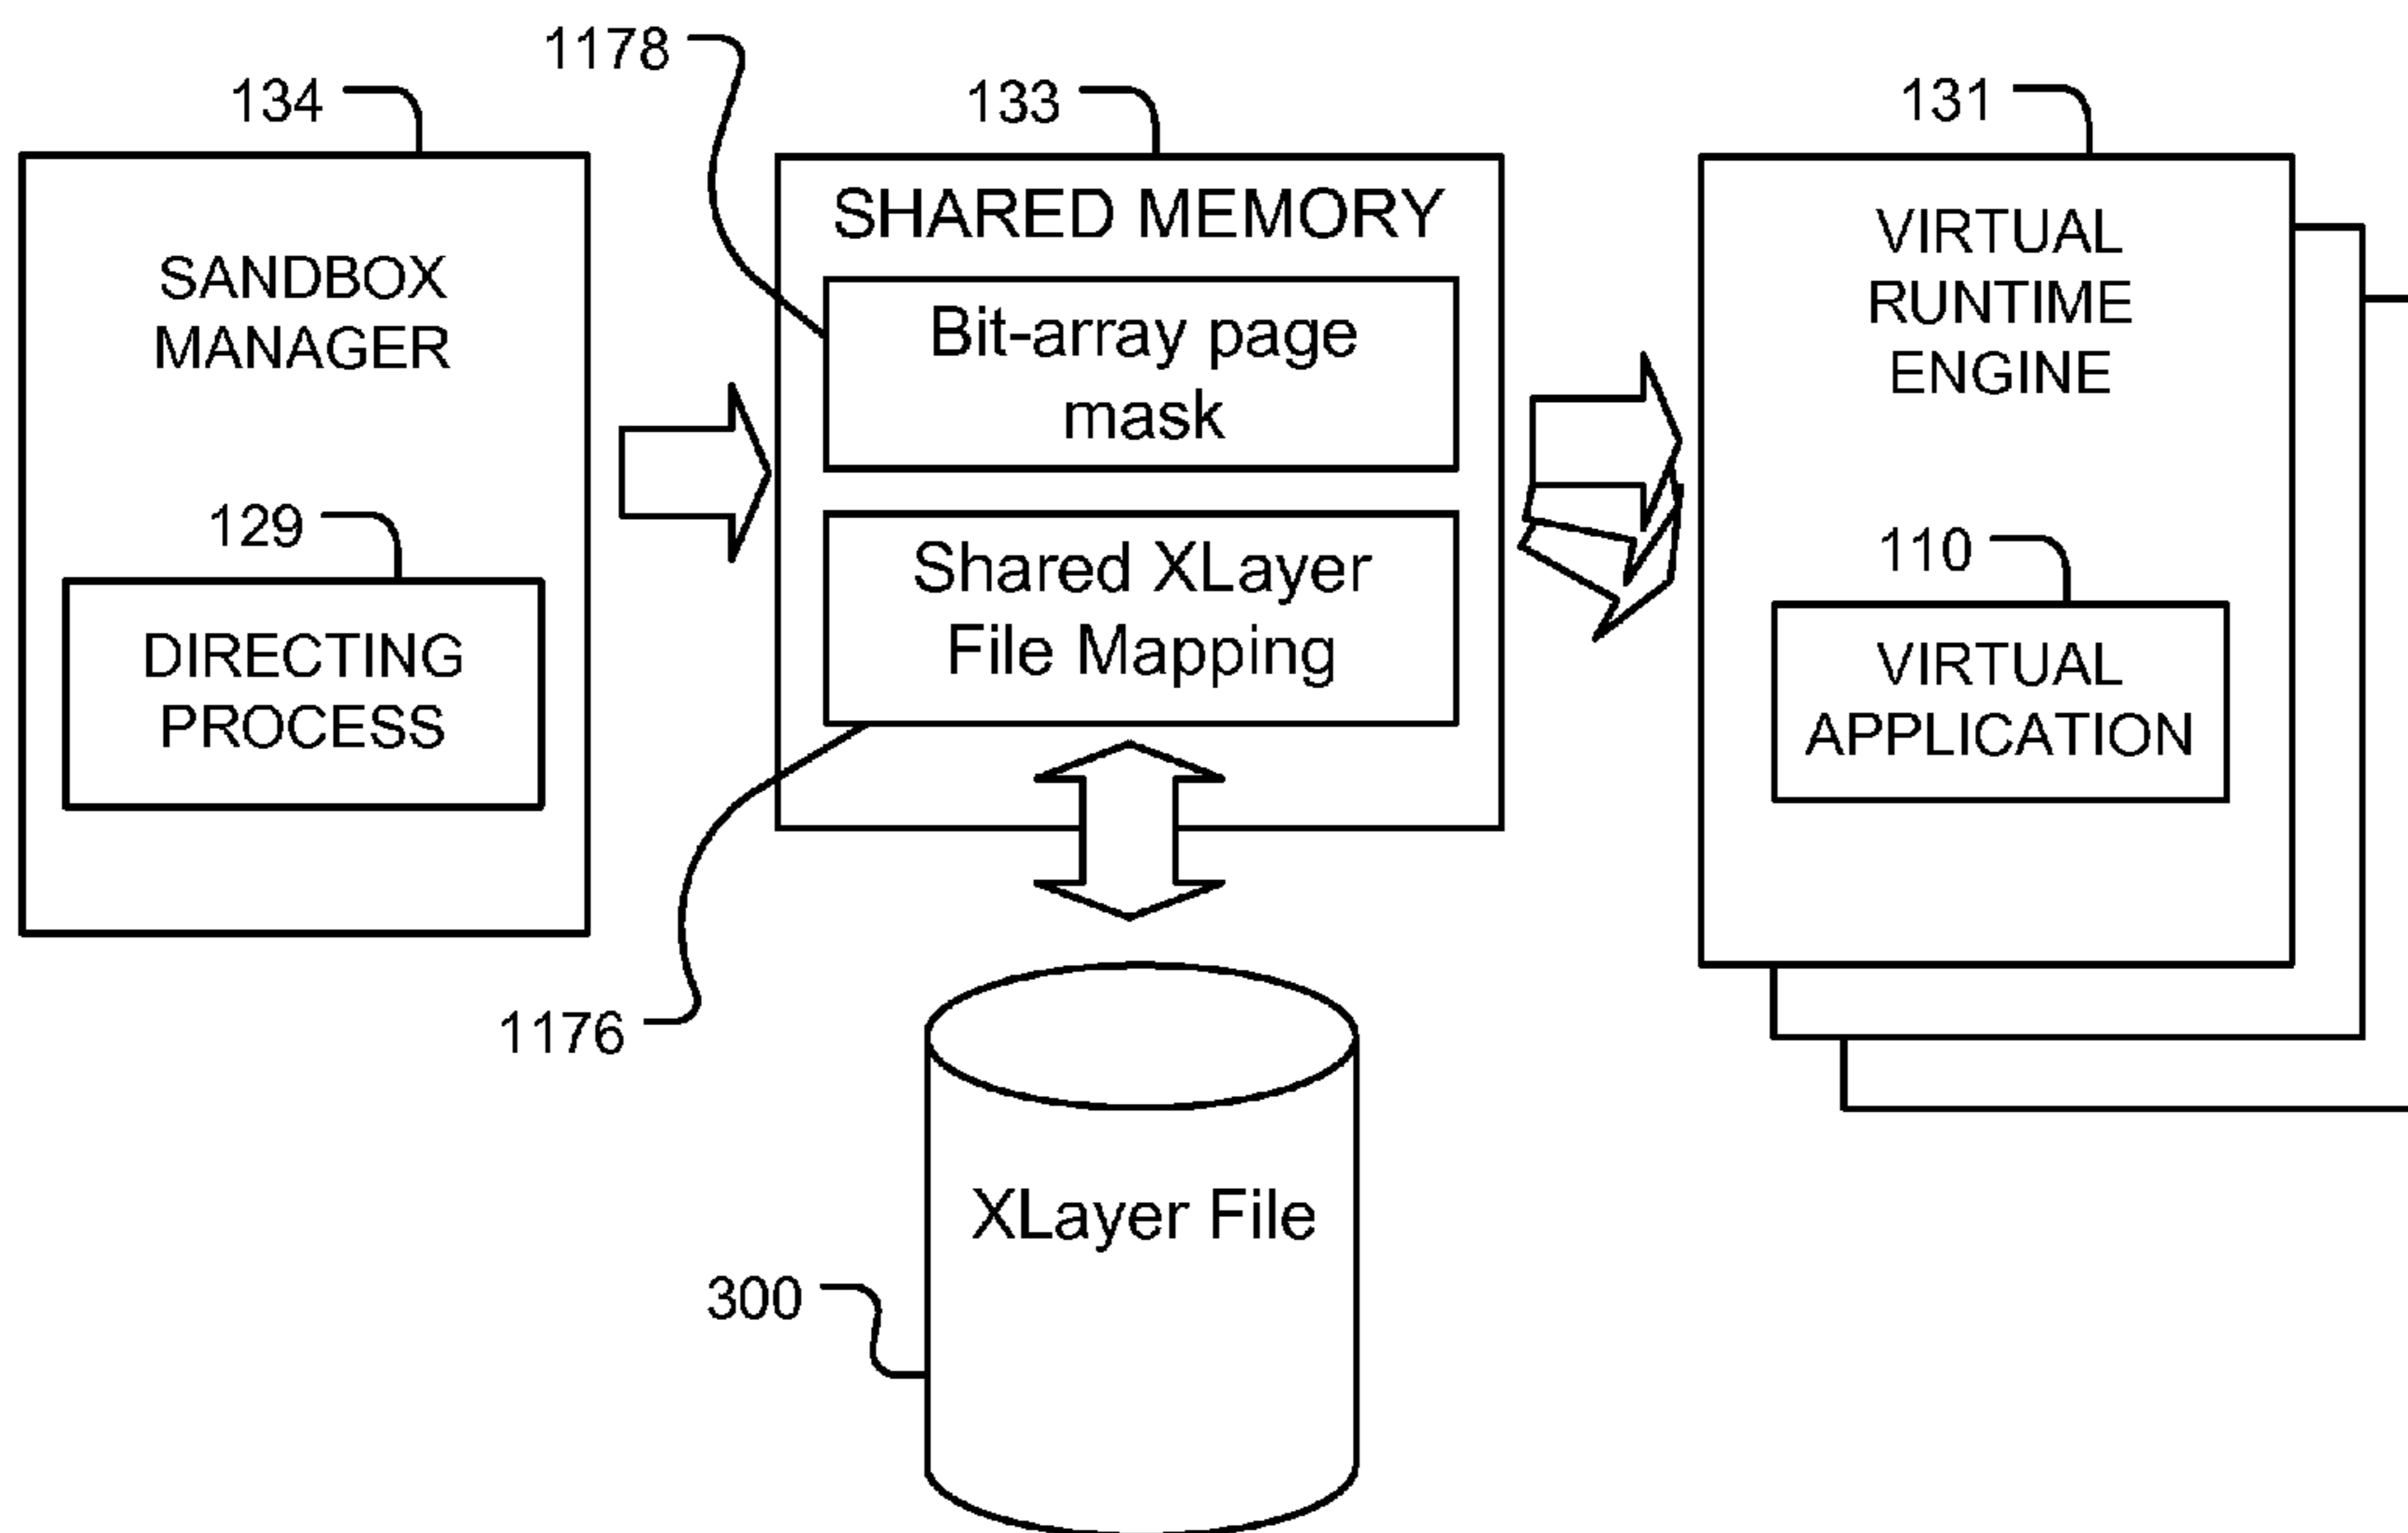 1178
134
133
131
SANDBOX
MANAGER
129
DIRECTING
PROCESS
SHARED MEMORY
Bit-array page
mask
Shared XLayer
File Mapping
1176
VIRTUAL
RUNTIME
ENGINE
110
VIRTUAL
APPLICATION
XLayer File
300